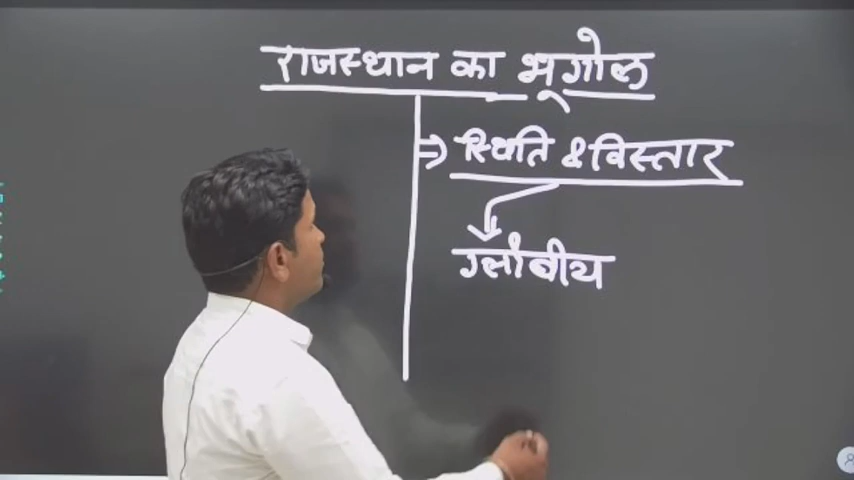 राजस्थान का भूगोल
⇒ स्थिति & विस्तार
ग्लोबीय